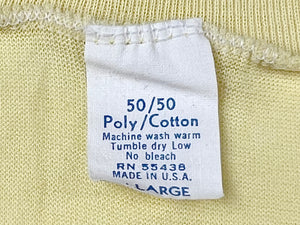 50/50
Poly/Cotton
Machine wash warm
Tumble dry Low
No bleach
RN 55438
MADE IN U.S.A.
LARGE